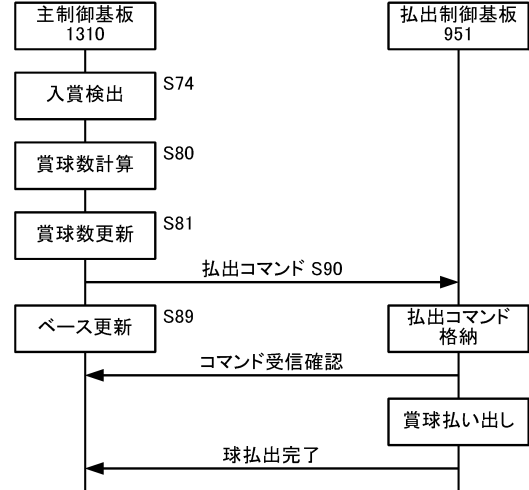 主制御基板
1310
払出制御基板
951
入賞検出
S74
賞球数計算
S80
賞球数更新
S81
払出コマンド S90
ベース更新
S89
払出コマンド
格納
コマンド受信確認
賞球払い出し
球払出完了